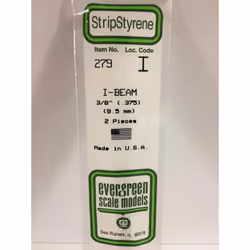 StripStyrene
Item No. Loc. Code
279 I
I-BEAM
3/8" (.375)
(9.5 mm)
2 Pieces
Made in U.S.A.
evergreen
scale models